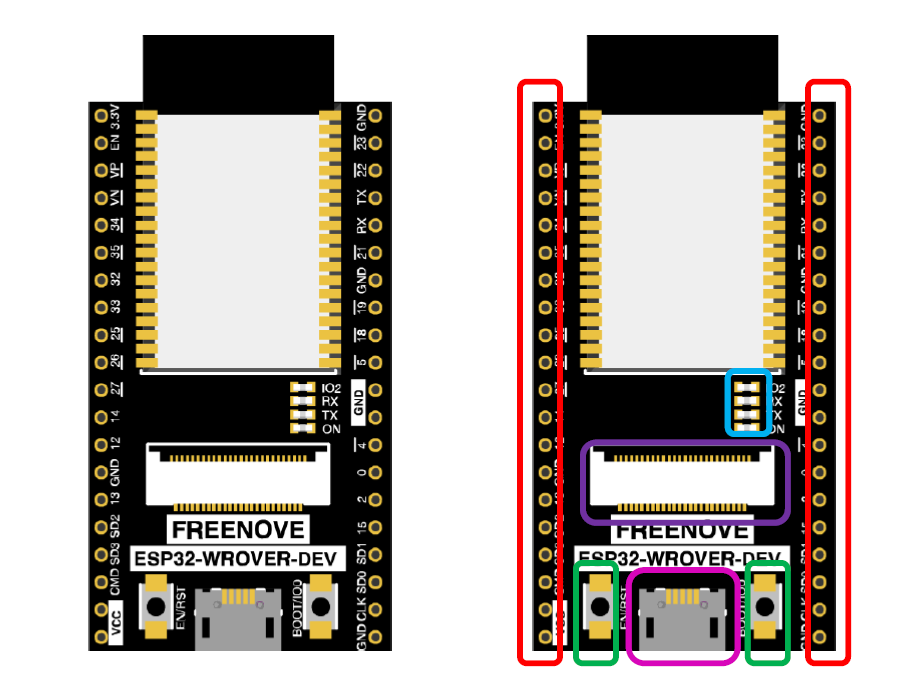 3.3V
EN
VP
VN
34
35
32
33
25
26
27
14
12
GND
13
SD2
SD3
CMD
VCC
GND
23
22
TX
RX
21
GND
19
18
5
GND
4
0
2
15
SD1
SD0
CLK
GND
IO2
RX
TX
ON
FREENOVE
ESP32-WROVER-DEV
EN/RST
BOOT/IO0
GND
TX
GND
GND
IO2
RX
TX
ON
FREENOVE
ESP32-WROVER-DEV
EN/RST
BOOT/IO0